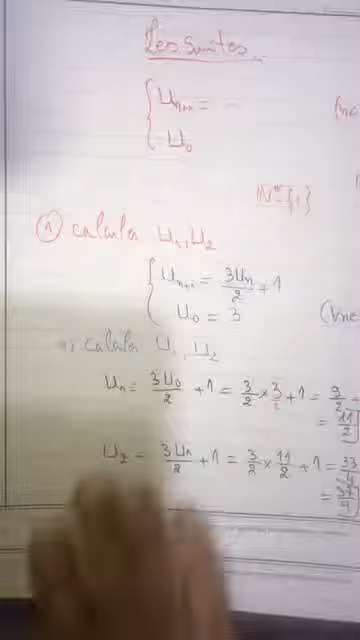 Les suites
U_{n+1} = --
U_0
(n∈
ℕ*{1}
① calculer U_1, U_2
U_{n+1} = 3U_n/2 + 1
U_0 = 3
(∀n∈
calculer U_1, U_2
U_1 = 3U_0/2 + 1 = 3/2 × 3 + 1 = 9/2 +
= 11/2
U_2 = 3U_1/2 + 1 = 3/2 × 11/2 + 1 = 33/4
= 37/4